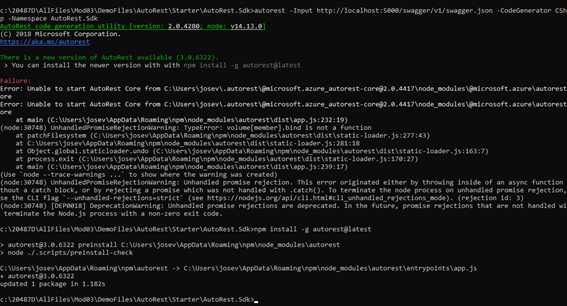 c:\20487D\AllFiles\Mod03\DemoFiles\AutoRest\Starter\AutoRest.Sdk>autorest -Input http://localhost:5000/swagger/v1/swagger.json -CodeGenerator CSha
p -Namespace AutoRest.Sdk
AutoRest code generation utility [version: 2.0.4280; node: v14.13.0]
(C) 2018 Microsoft Corporation.
https://aka.ms/autorest
There is a new version of AutoRest available (3.0.6322).
> You can install the newer version with with npm install -g autorest@latest
Failure:
Error: Unable to start AutoRest Core from C:\Users\josev\.autorest\@microsoft.azure_autorest-core@2.0.4417\node_modules\@microsoft.azure\autorest
ore
Error: Unable to start AutoRest Core from C:\Users\josev\.autorest\@microsoft.azure_autorest-core@2.0.4417\node_modules\@microsoft.azure\autorest
ore
at main (C:\Users\josev\AppData\Roaming\npm\node_modules\autorest\dist\app.js:232:19)
(node:30748) UnhandledPromiseRejectionWarning: TypeError: volume[member].bind is not a function
at patchFilesystem (C:\Users\josev\AppData\Roaming\npm\node_modules\autorest\dist\static-loader.js:277:43)
at C:\Users\josev\AppData\Roaming\npm\node_modules\autorest\dist\static-loader.js:281:18
at Object.global.staticloader.undo (C:\Users\josev\AppData\Roaming\npm\node_modules\autorest\dist\static-loader.js:163:7)
at process.exit (C:\Users\josev\AppData\Roaming\npm\node_modules\autorest\dist\static-loader.js:170:27)
at main (C:\Users\josev\AppData\Roaming\npm\node_modules\autorest\dist\app.js:239:17)
(Use `node --trace-warnings ...` to show where the warning was created)
(node:30748) UnhandledPromiseRejectionWarning: Unhandled promise rejection. This error originated either by throwing inside of an async function
thout a catch block, or by rejecting a promise which was not handled with .catch(). To terminate the node process on unhandled promise rejection,
se the CLI flag `--unhandled-rejections=strict` (see https://nodejs.org/api/cli.html#cli_unhandled_rejections_mode). (rejection id: 3)
(node:30748) [DEP0018] DeprecationWarning: Unhandled promise rejections are deprecated. In the future, promise rejections that are not handled wi
terminate the Node.js process with a non-zero exit code.
c:\20487D\AllFiles\Mod03\DemoFiles\AutoRest\Starter\AutoRest.Sdk>npm install -g autorest@latest
> autorest@3.0.6322 preinstall C:\Users\josev\AppData\Roaming\npm\node_modules\autorest
> node ./.scripts/preinstall-check
C:\Users\josev\AppData\Roaming\npm\autorest -> C:\Users\josev\AppData\Roaming\npm\node_modules\autorest\entrypoints\app.js
+ autorest@3.0.6322
updated 1 package in 1.182s
c:\20487D\AllFiles\Mod03\DemoFiles\AutoRest\Starter\AutoRest.Sdk>